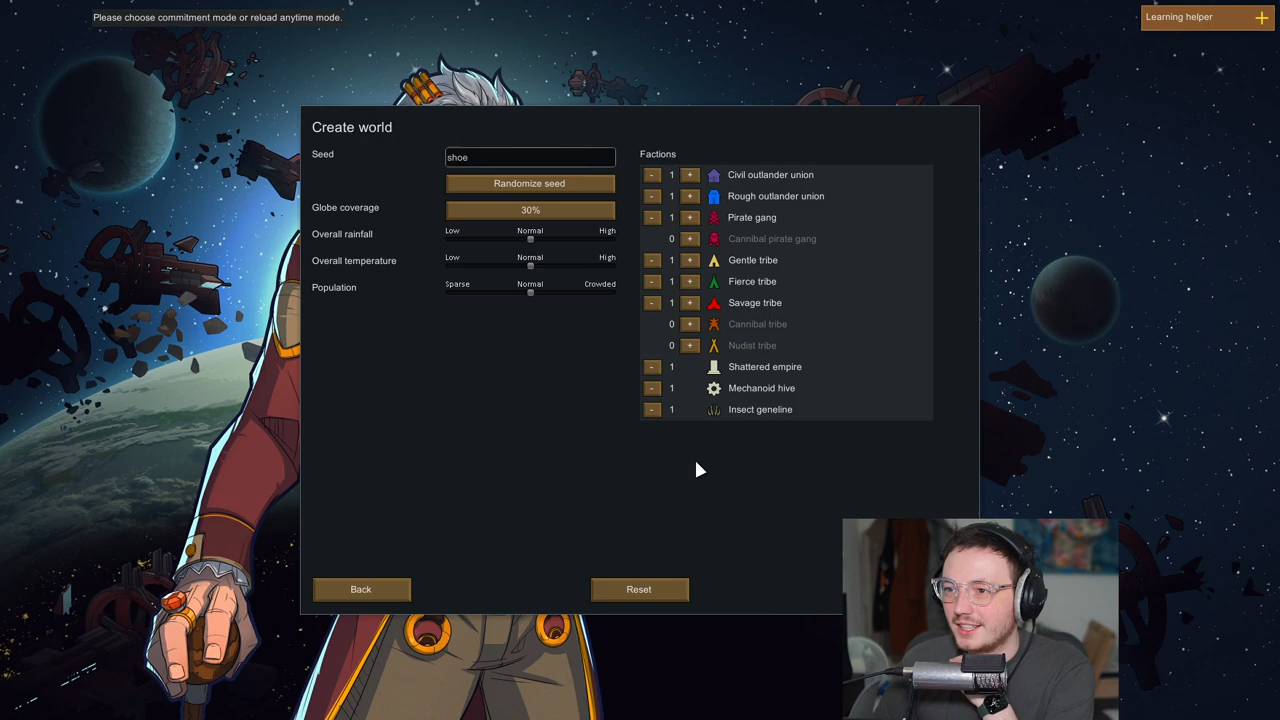 Please choose commitment mode or reload anytime mode.
Learning helper +
Create world
Seed
shoe
Randomize seed
Globe coverage
30%
Overall rainfall
Low Normal High
Overall temperature
Low Normal High
Population
Sparse Normal Crowded
Factions
- 1 + Civil outlander union
- 1 + Rough outlander union
- 1 + Pirate gang
0 + Cannibal pirate gang
- 1 + Gentle tribe
- 1 + Fierce tribe
- 1 + Savage tribe
0 + Cannibal tribe
0 + Nudist tribe
- 1 Shattered empire
- 1 Mechanoid hive
- 1 Insect geneline
Back
Reset